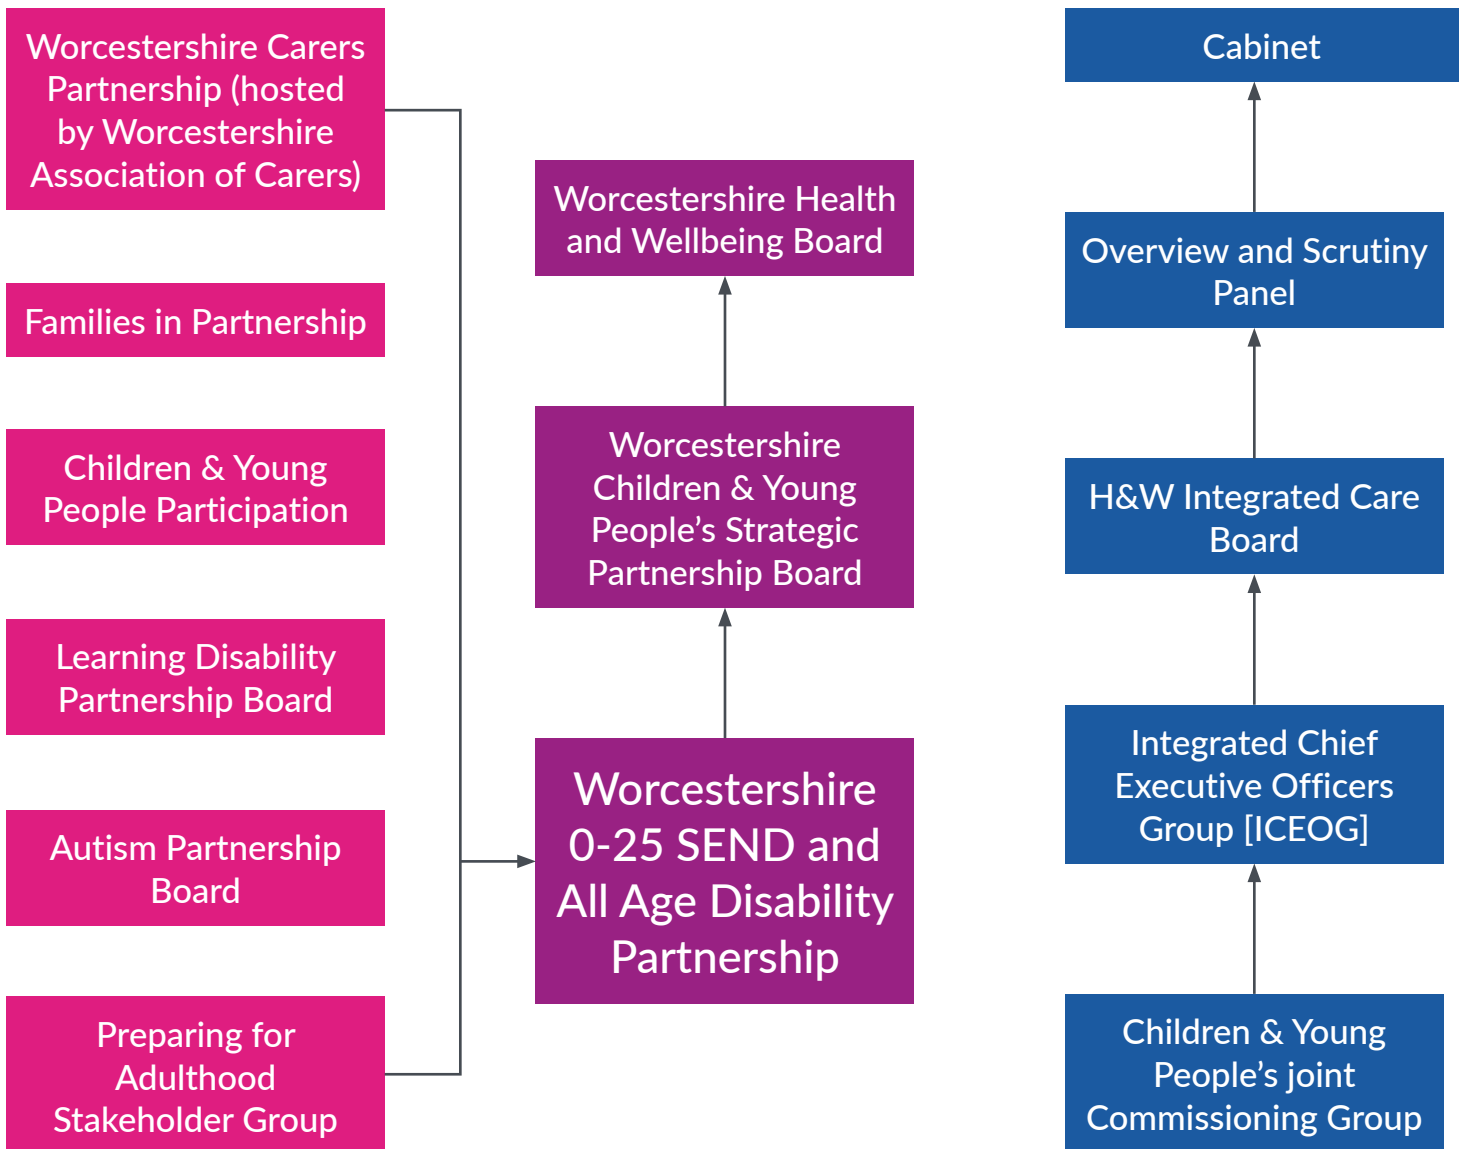 Worcestershire Carers
Partnership (hosted
by Worcestershire
Association of Carers)
Families in Partnership
Children & Young
People Participation
Learning Disability
Partnership Board
Autism Partnership
Board
Preparing for
Adulthood
Stakeholder Group
Worcestershire Health
and Wellbeing Board
Worcestershire
Children & Young
People’s Strategic
Partnership Board
Worcestershire
0-25 SEND and
All Age Disability
Partnership
Cabinet
Overview and Scrutiny
Panel
H&W Integrated Care
Board
Integrated Chief
Executive Officers
Group [ICEOG]
Children & Young
People’s joint
Commissioning Group